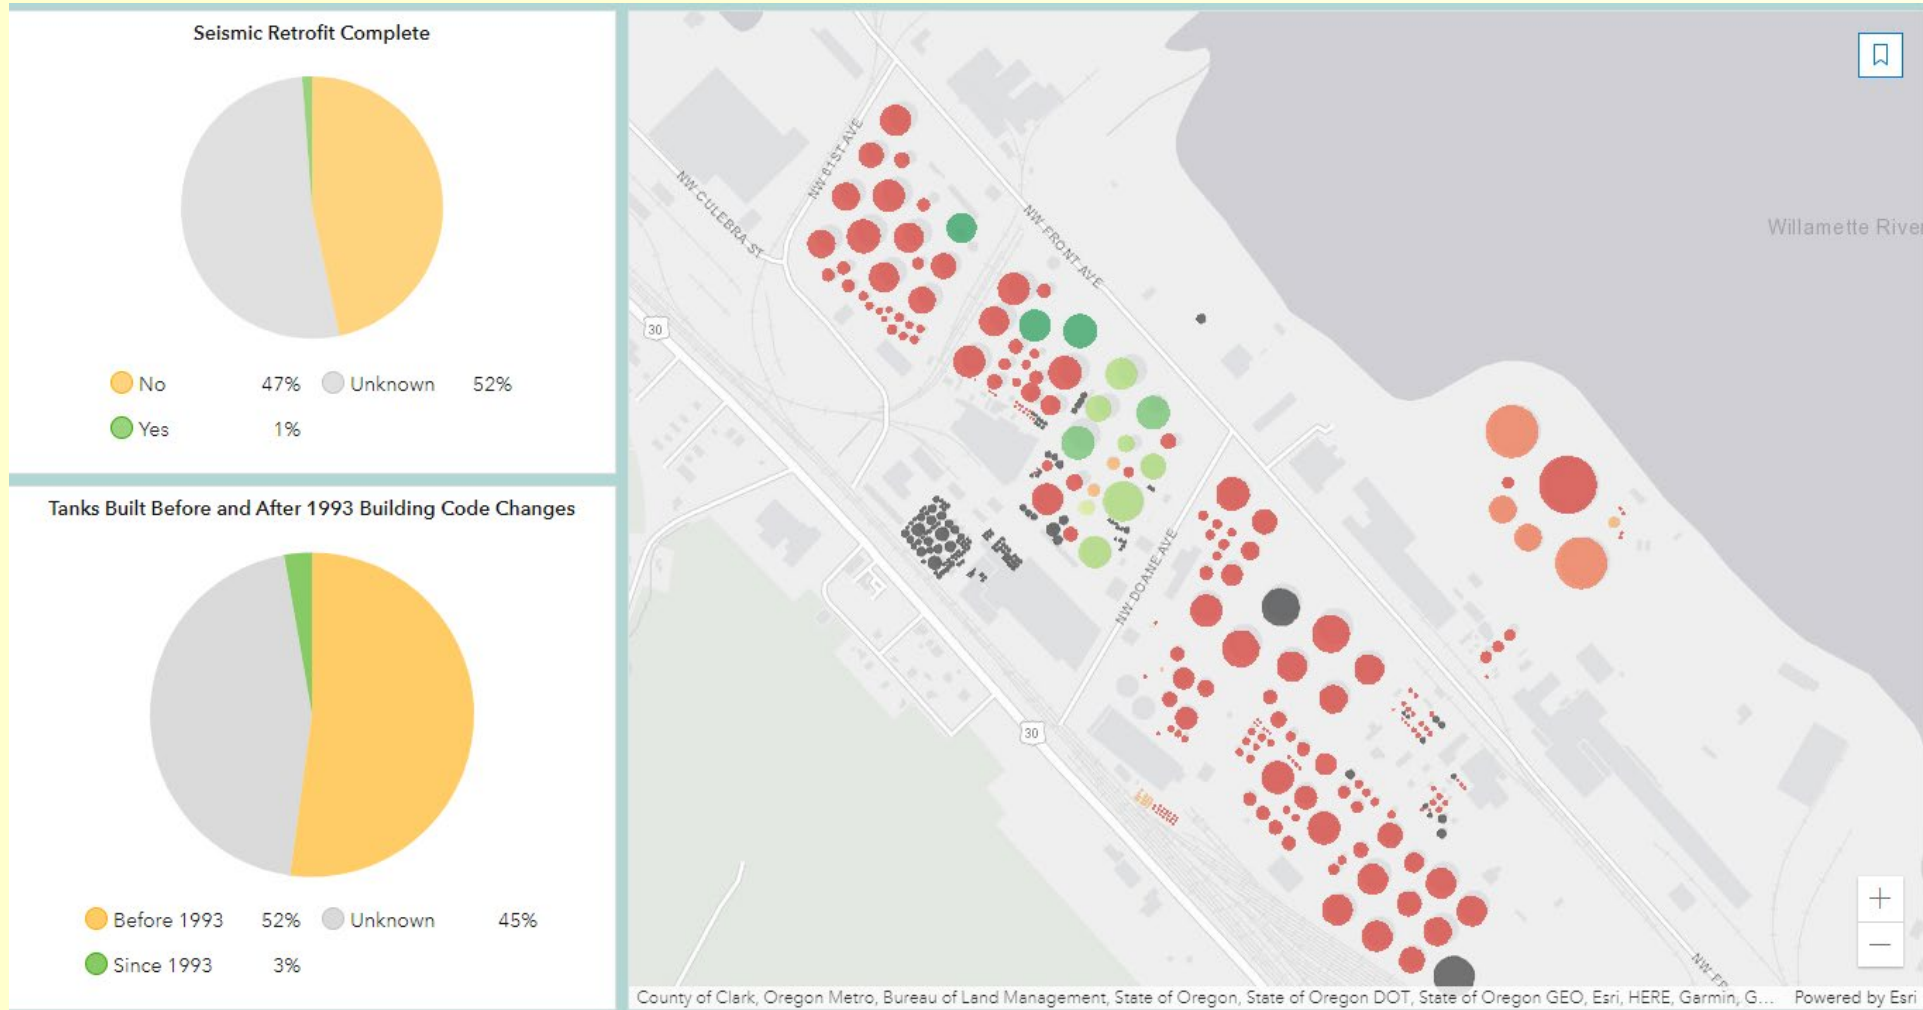 Seismic Retrofit Complete
No 47% Unknown 52%
Yes 1%
Tanks Built Before and After 1993 Building Code Changes
Before 1993 52% Unknown 45%
Since 1993 3%
NW 61ST AVE
NW CULEBRA ST
NW FRONT AVE
Willamette River
30
NW DOANE AVE
30
NW FR
County of Clark, Oregon Metro, Bureau of Land Management, State of Oregon, State of Oregon DOT, State of Oregon GEO, Esri, HERE, Garmin, G... Powered by Esri